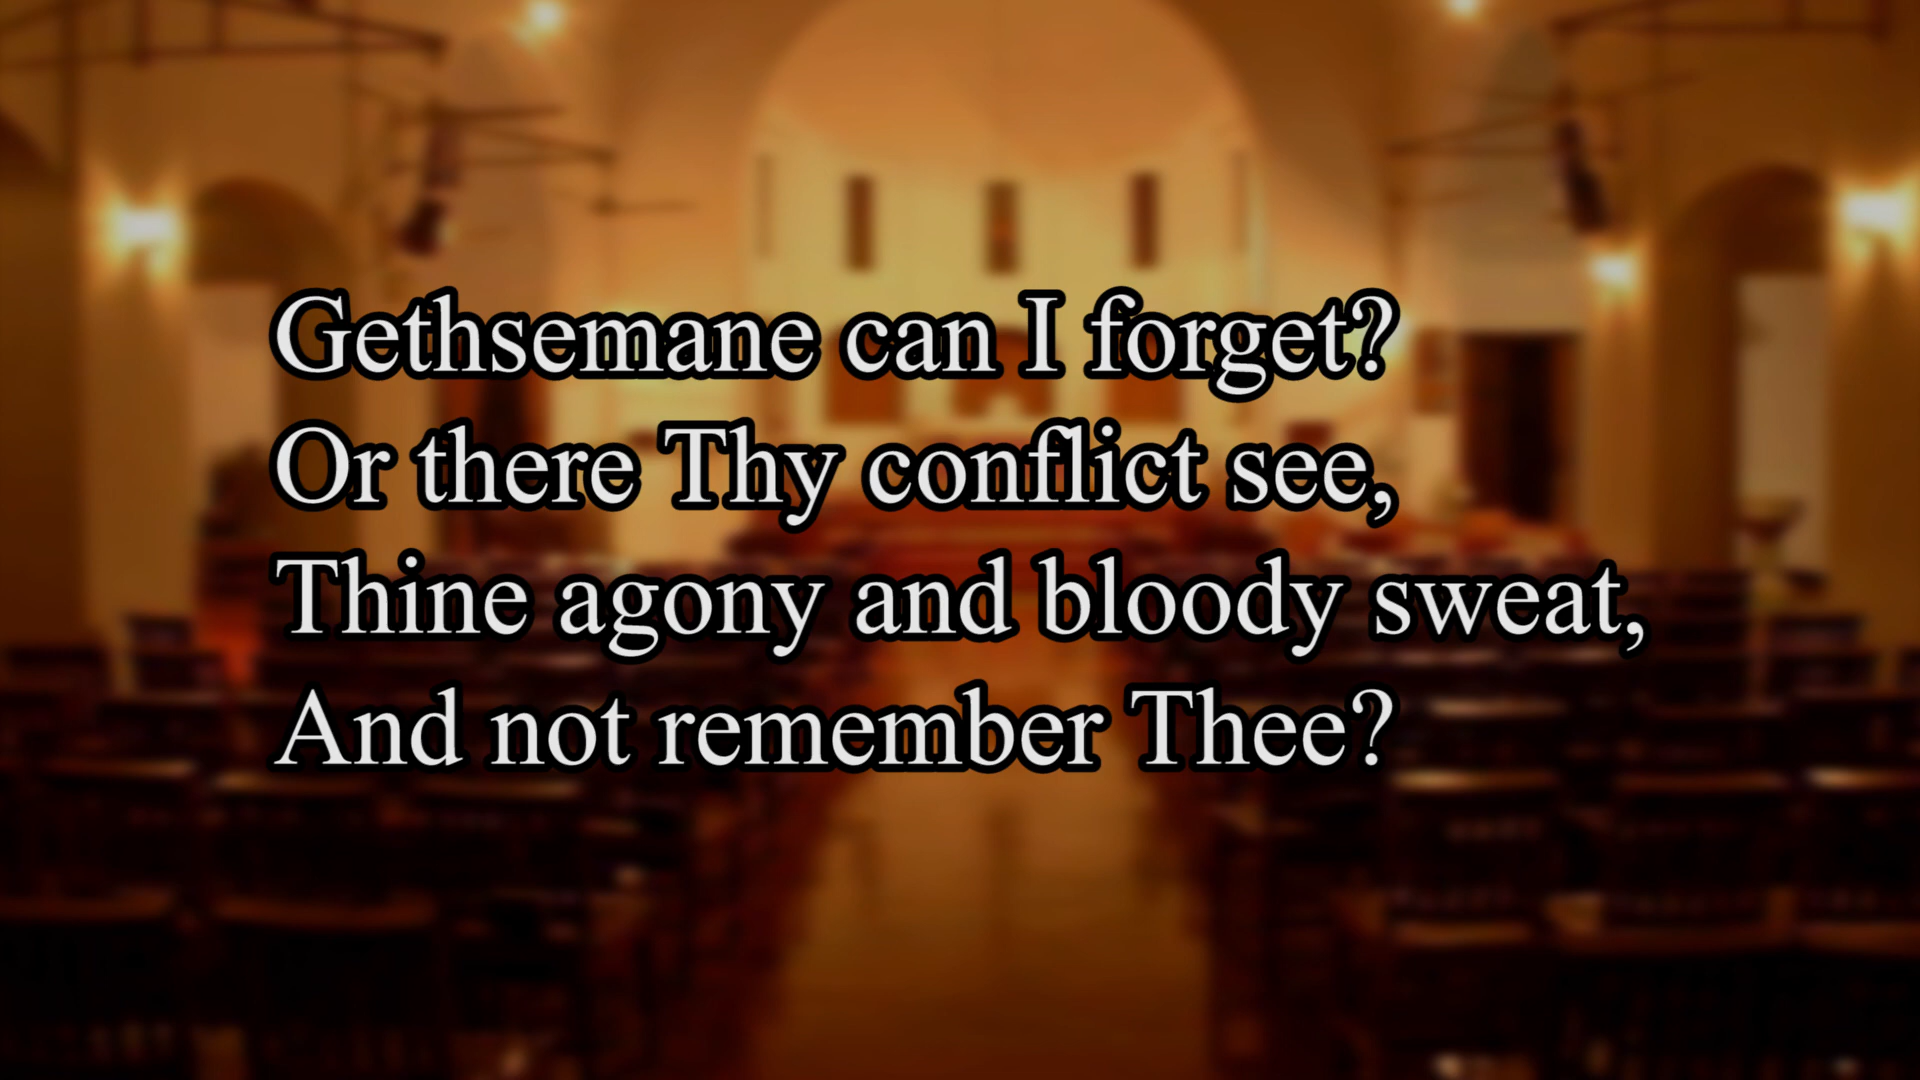 Gethsemane can I forget?
Or there Thy conflict see,
Thine agony and bloody sweat,
And not remember Thee?